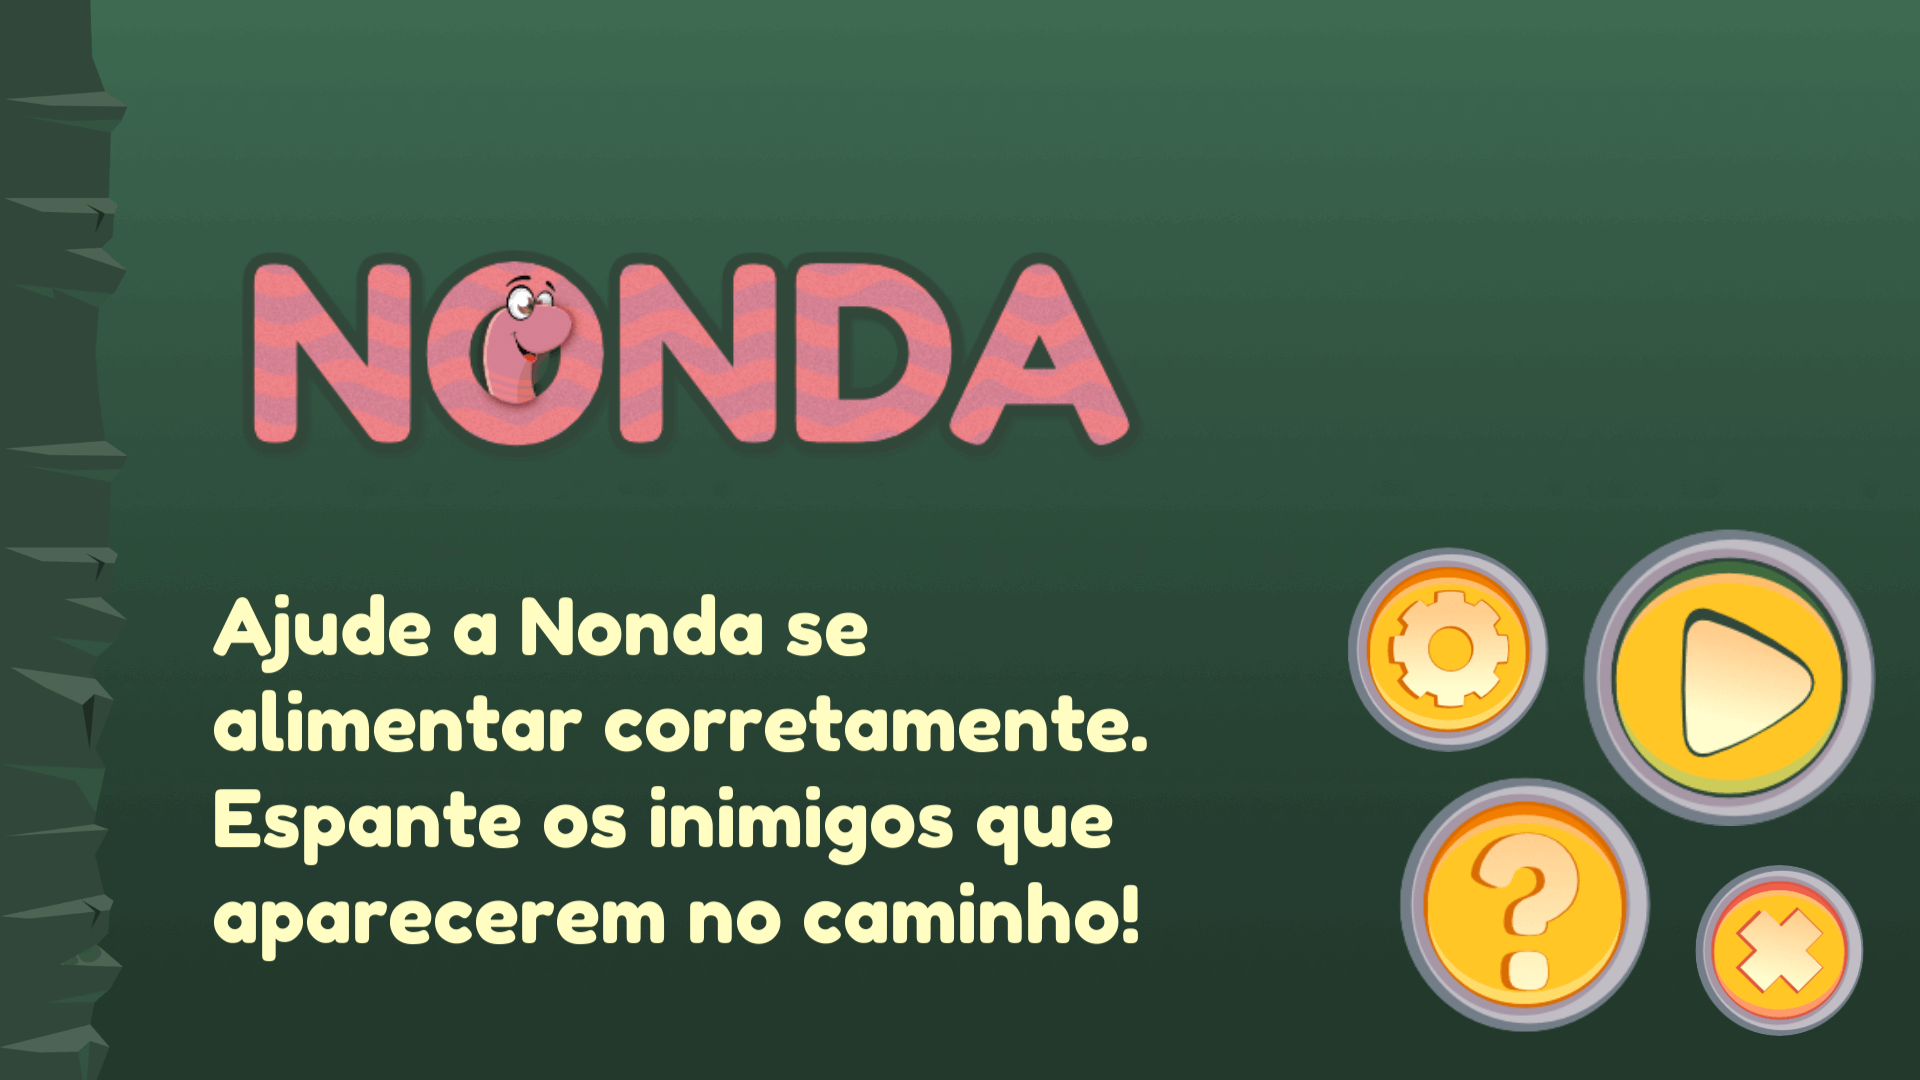 NONDA
Ajude a Nonda se
alimentar corretamente.
Espante os inimigos que
aparecerem no caminho!
?